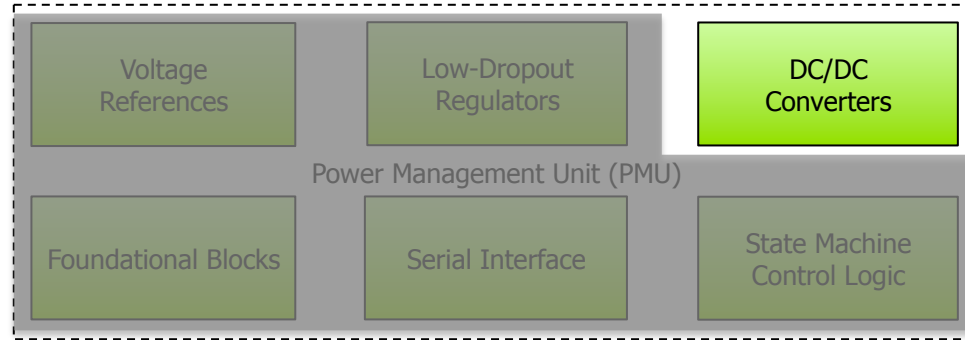 Voltage
References
Low-Dropout
Regulators
DC/DC
Converters
Power Management Unit (PMU)
Foundational Blocks
Serial Interface
State Machine
Control Logic